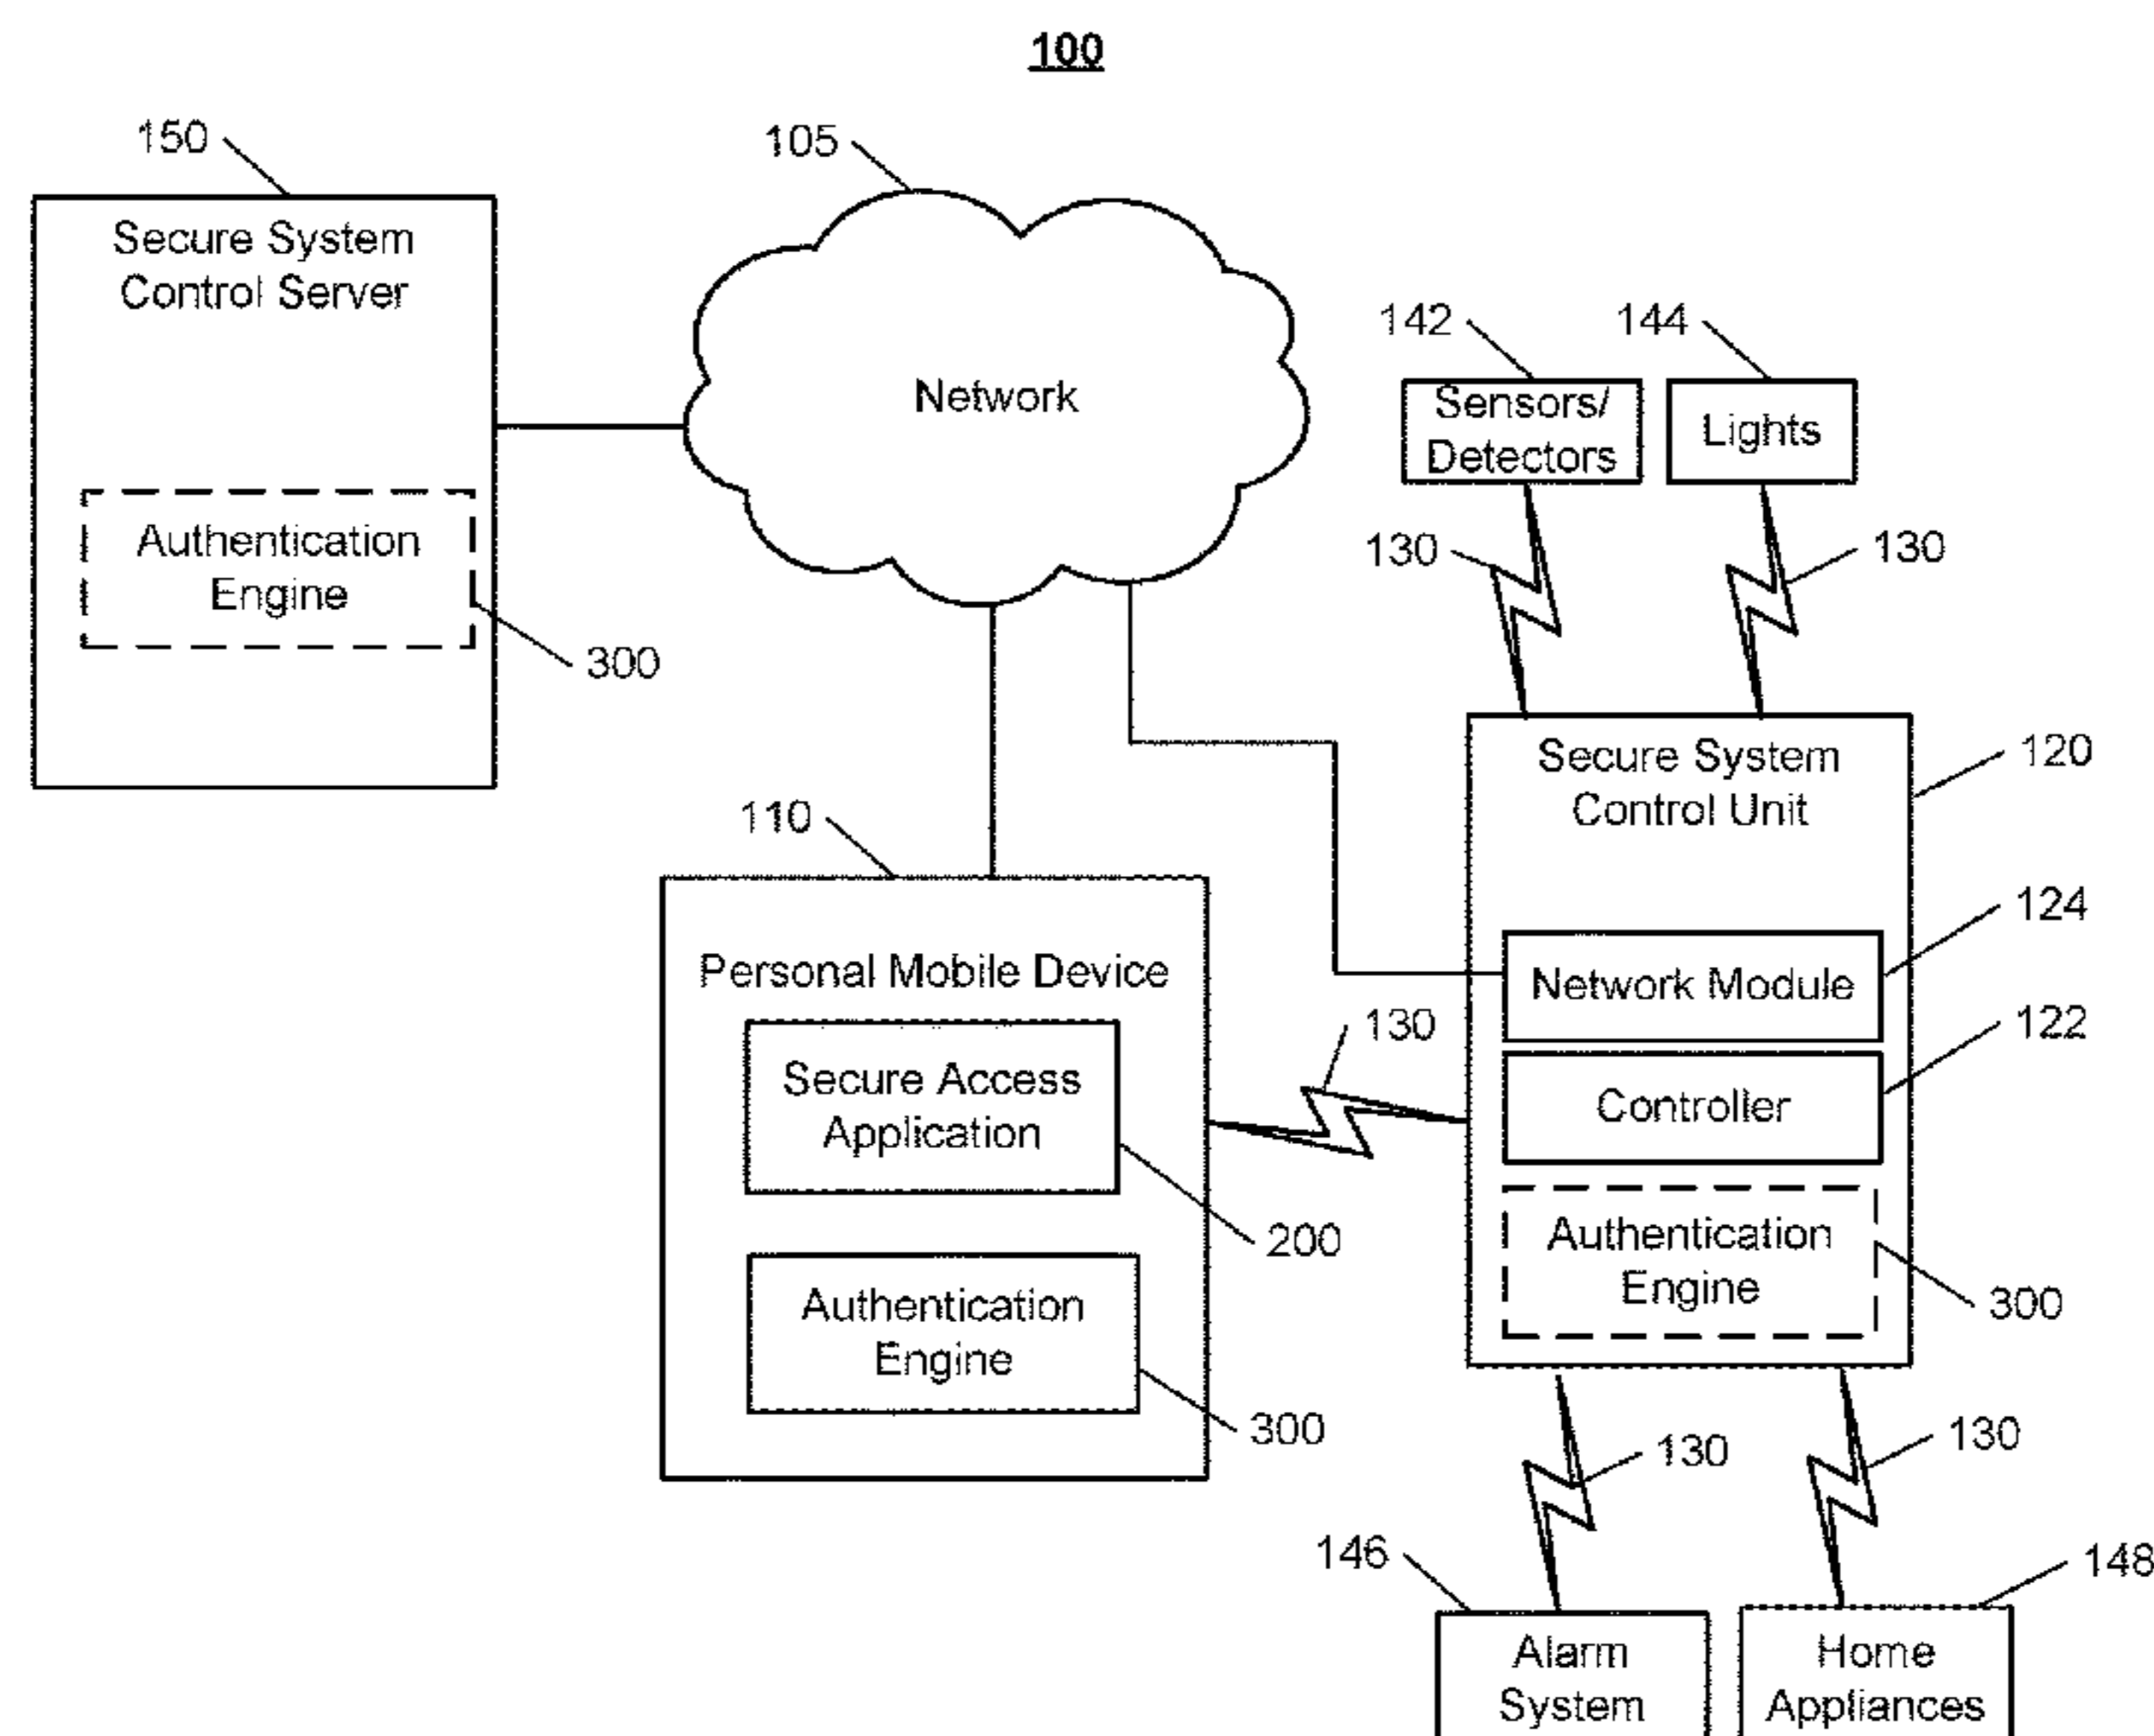 100
150
105
Secure System
Control Server
Network
142
144
Sensors/
Detectors
Lights
Authentication
Engine
130
130
300
Secure System
Control Unit
120
110
124
Personal Mobile Device
Network Module
130
122
Secure Access
Application
Controller
200
Authentication
Engine
Authentication
Engine
300
300
130
130
146
148
Alarm
System
Home
Appliances